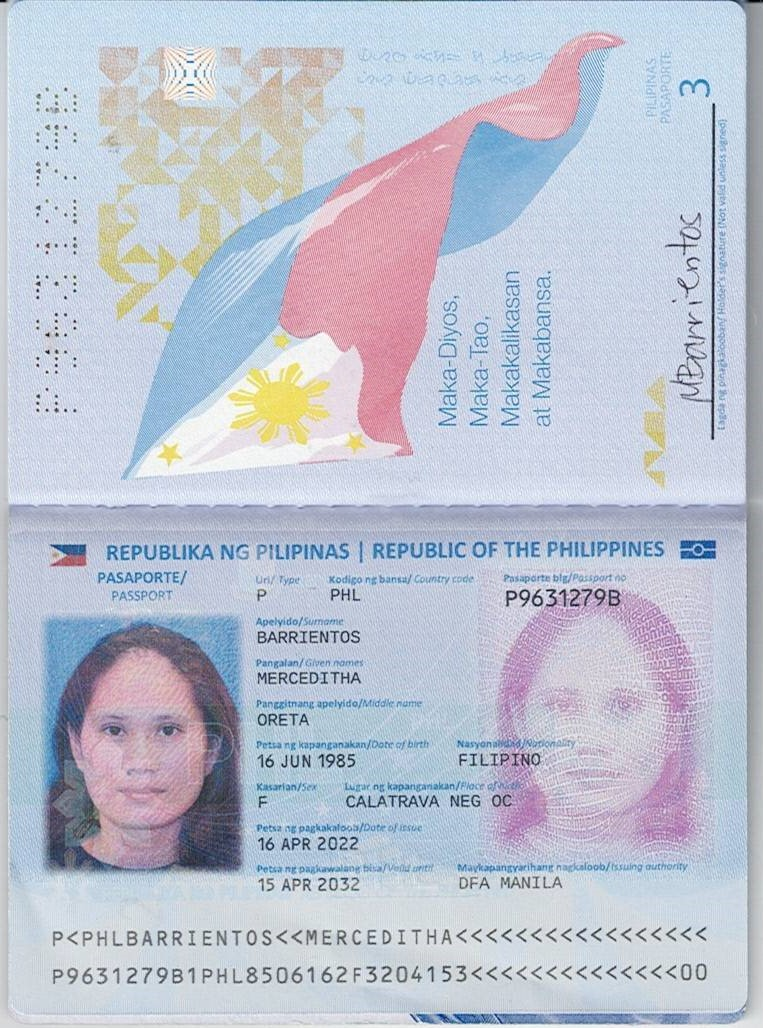 P9631279B
PILIPINAS
PASAPORTE
3
Maka-Diyos,
Maka-Tao,
Makakalikasan
at Makabansa.
MBarrientos
Lagda ng pinagkalooban/ Holder's signature (Not valid unless signed)
REPUBLIKA NG PILIPINAS | REPUBLIC OF THE PHILIPPINES
PASAPORTE/
PASSPORT
Uri/ Type
Kodigo ng bansa/ Country code
Pasaporte blg/Passport no
P
PHL
P9631279B
Apelyido/Surname
BARRIENTOS
Pangalan/ Given names
MERCEDITHA
Panggitnang apelyido/Middle name
ORETA
Petsa ng kapanganakan/Date of birth
Nasyonalidad/Nationality
16 JUN 1985
FILIPINO
Kasarian/Sex
Lugar ng kapanganakan/Place of birth
F
CALATRAVA NEG OC
Petsa ng pagkakaloob/Date of issue
16 APR 2022
Petsa ng pagkawalang bisa/Valid until
Maykapangyarihang nagkaloob/Issuing authority
15 APR 2032
DFA MANILA
P<PHLBARRIENTOS<<MERCEDITHA<<<<<<<<<<<<<<<<<
P9631279B1PHL8506162F3204153<<<<<<<<<<<<<<00